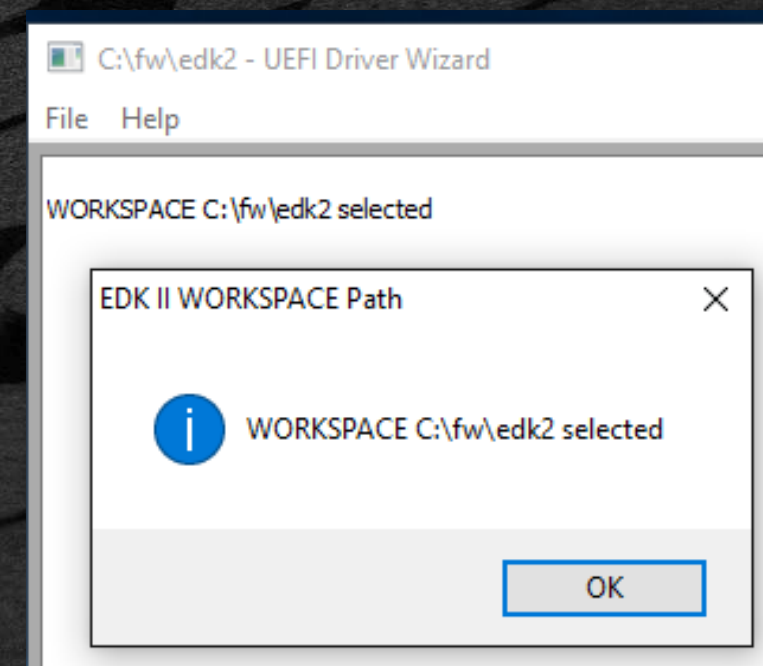 C:\fw\edk2 - UEFI Driver Wizard
File Help
WORKSPACE C:\fw\edk2 selected
EDK II WORKSPACE Path
WORKSPACE C:\fw\edk2 selected
OK